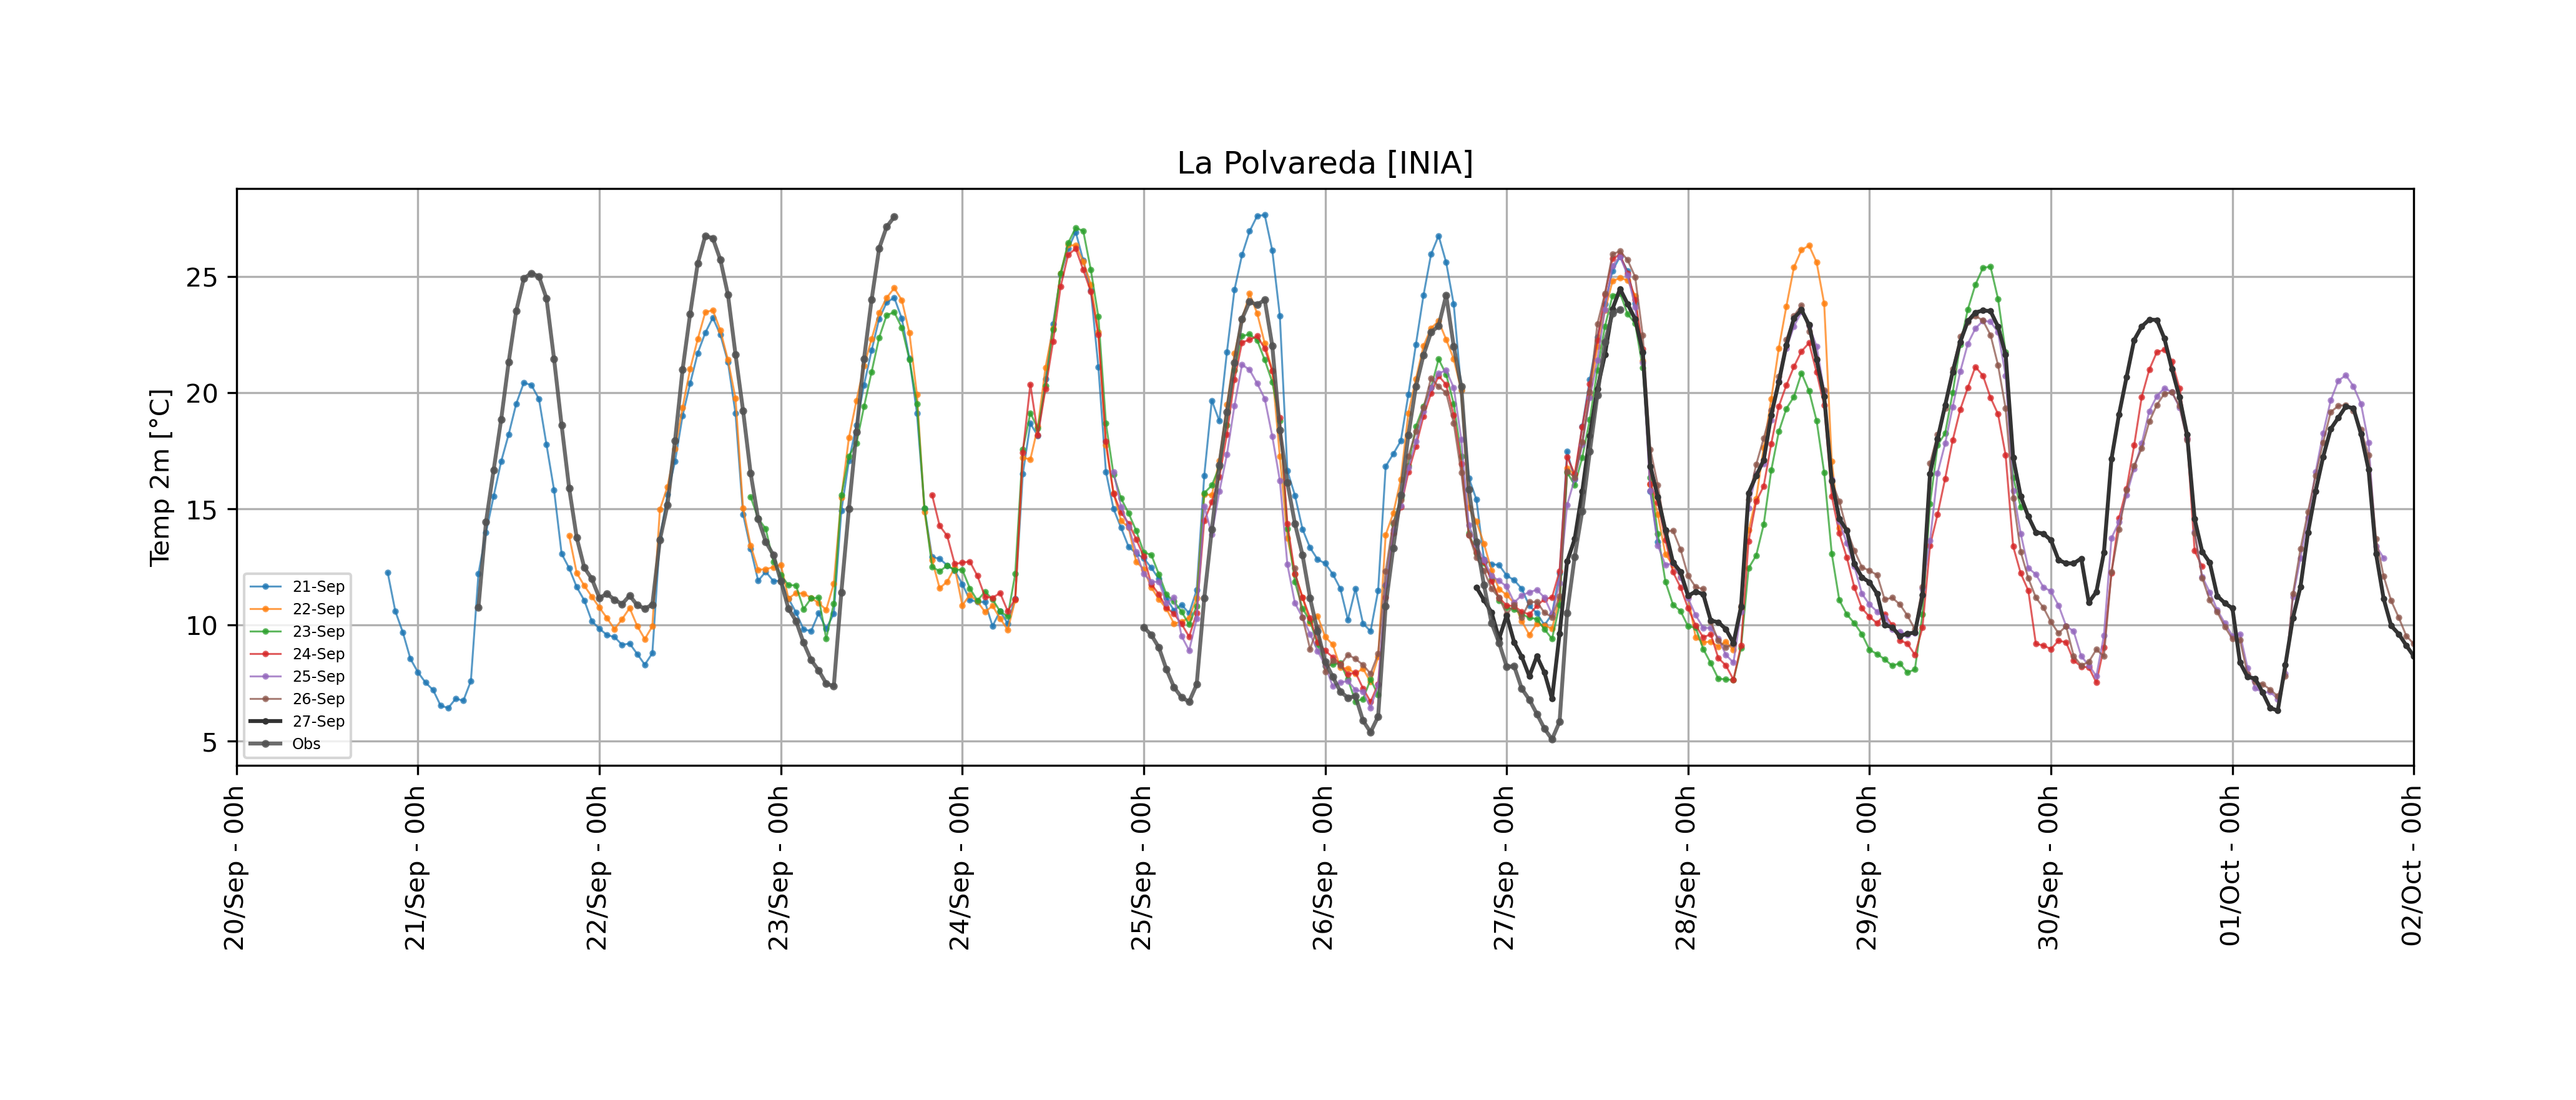 La Polvareda [INIA]
Temp 2m [°C]
25
20
15
10
5
21-Sep
22-Sep
23-Sep
24-Sep
25-Sep
26-Sep
27-Sep
Obs
20/Sep - 00h
21/Sep - 00h
22/Sep - 00h
23/Sep - 00h
24/Sep - 00h
25/Sep - 00h
26/Sep - 00h
27/Sep - 00h
28/Sep - 00h
29/Sep - 00h
30/Sep - 00h
01/Oct - 00h
02/Oct - 00h